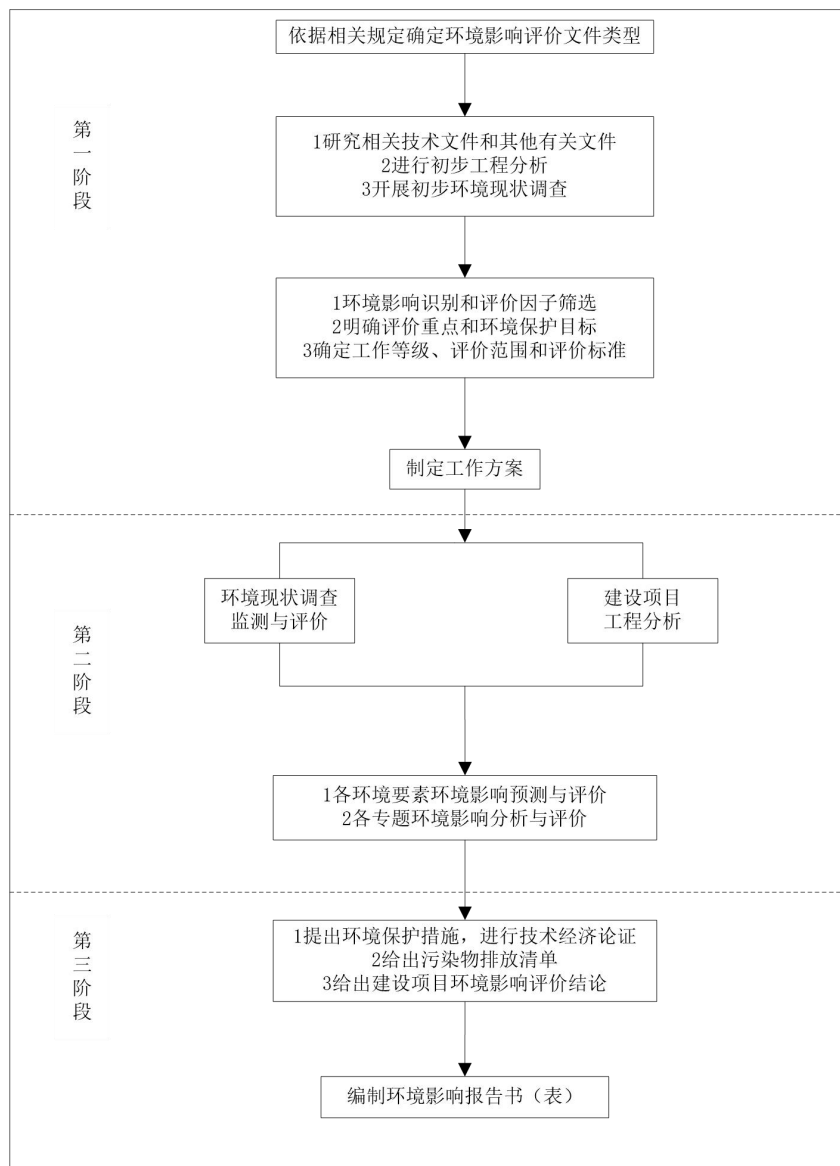 依据相关规定确定环境影响评价文件类型
第一阶段
1研究相关技术文件和其他有关文件
2进行初步工程分析
3开展初步环境现状调查
1环境影响识别和评价因子筛选
2明确评价重点和环境保护目标
3确定工作等级、评价范围和评价标准
制定工作方案
第二阶段
环境现状调查
监测与评价
建设项目
工程分析
1各环境要素环境影响预测与评价
2各专题环境影响分析与评价
第三阶段
1提出环境保护措施，进行技术经济论证
2给出污染物排放清单
3给出建设项目环境影响评价结论
编制环境影响报告书（表）